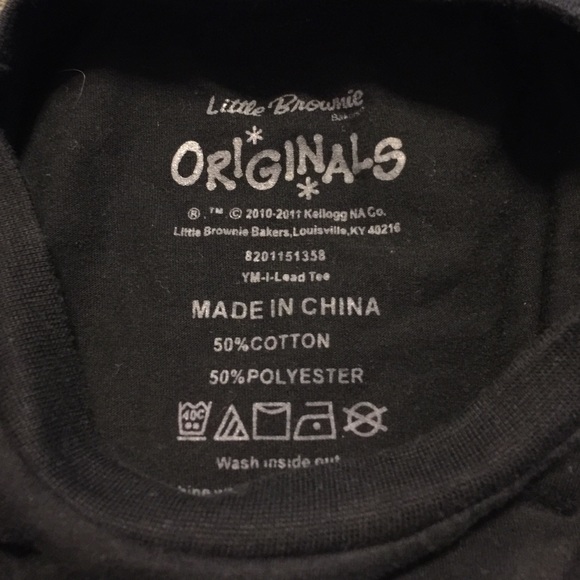 Little Brownie
Bakers
ORIGINALS
® . ™ © 2010-2011 Kellogg NA Co.
Little Brownie Bakers,Louisville,KY 40216
8201151358
YM-I-Lead Tee
MADE IN CHINA
50%COTTON
50%POLYESTER
40C
Wash inside out